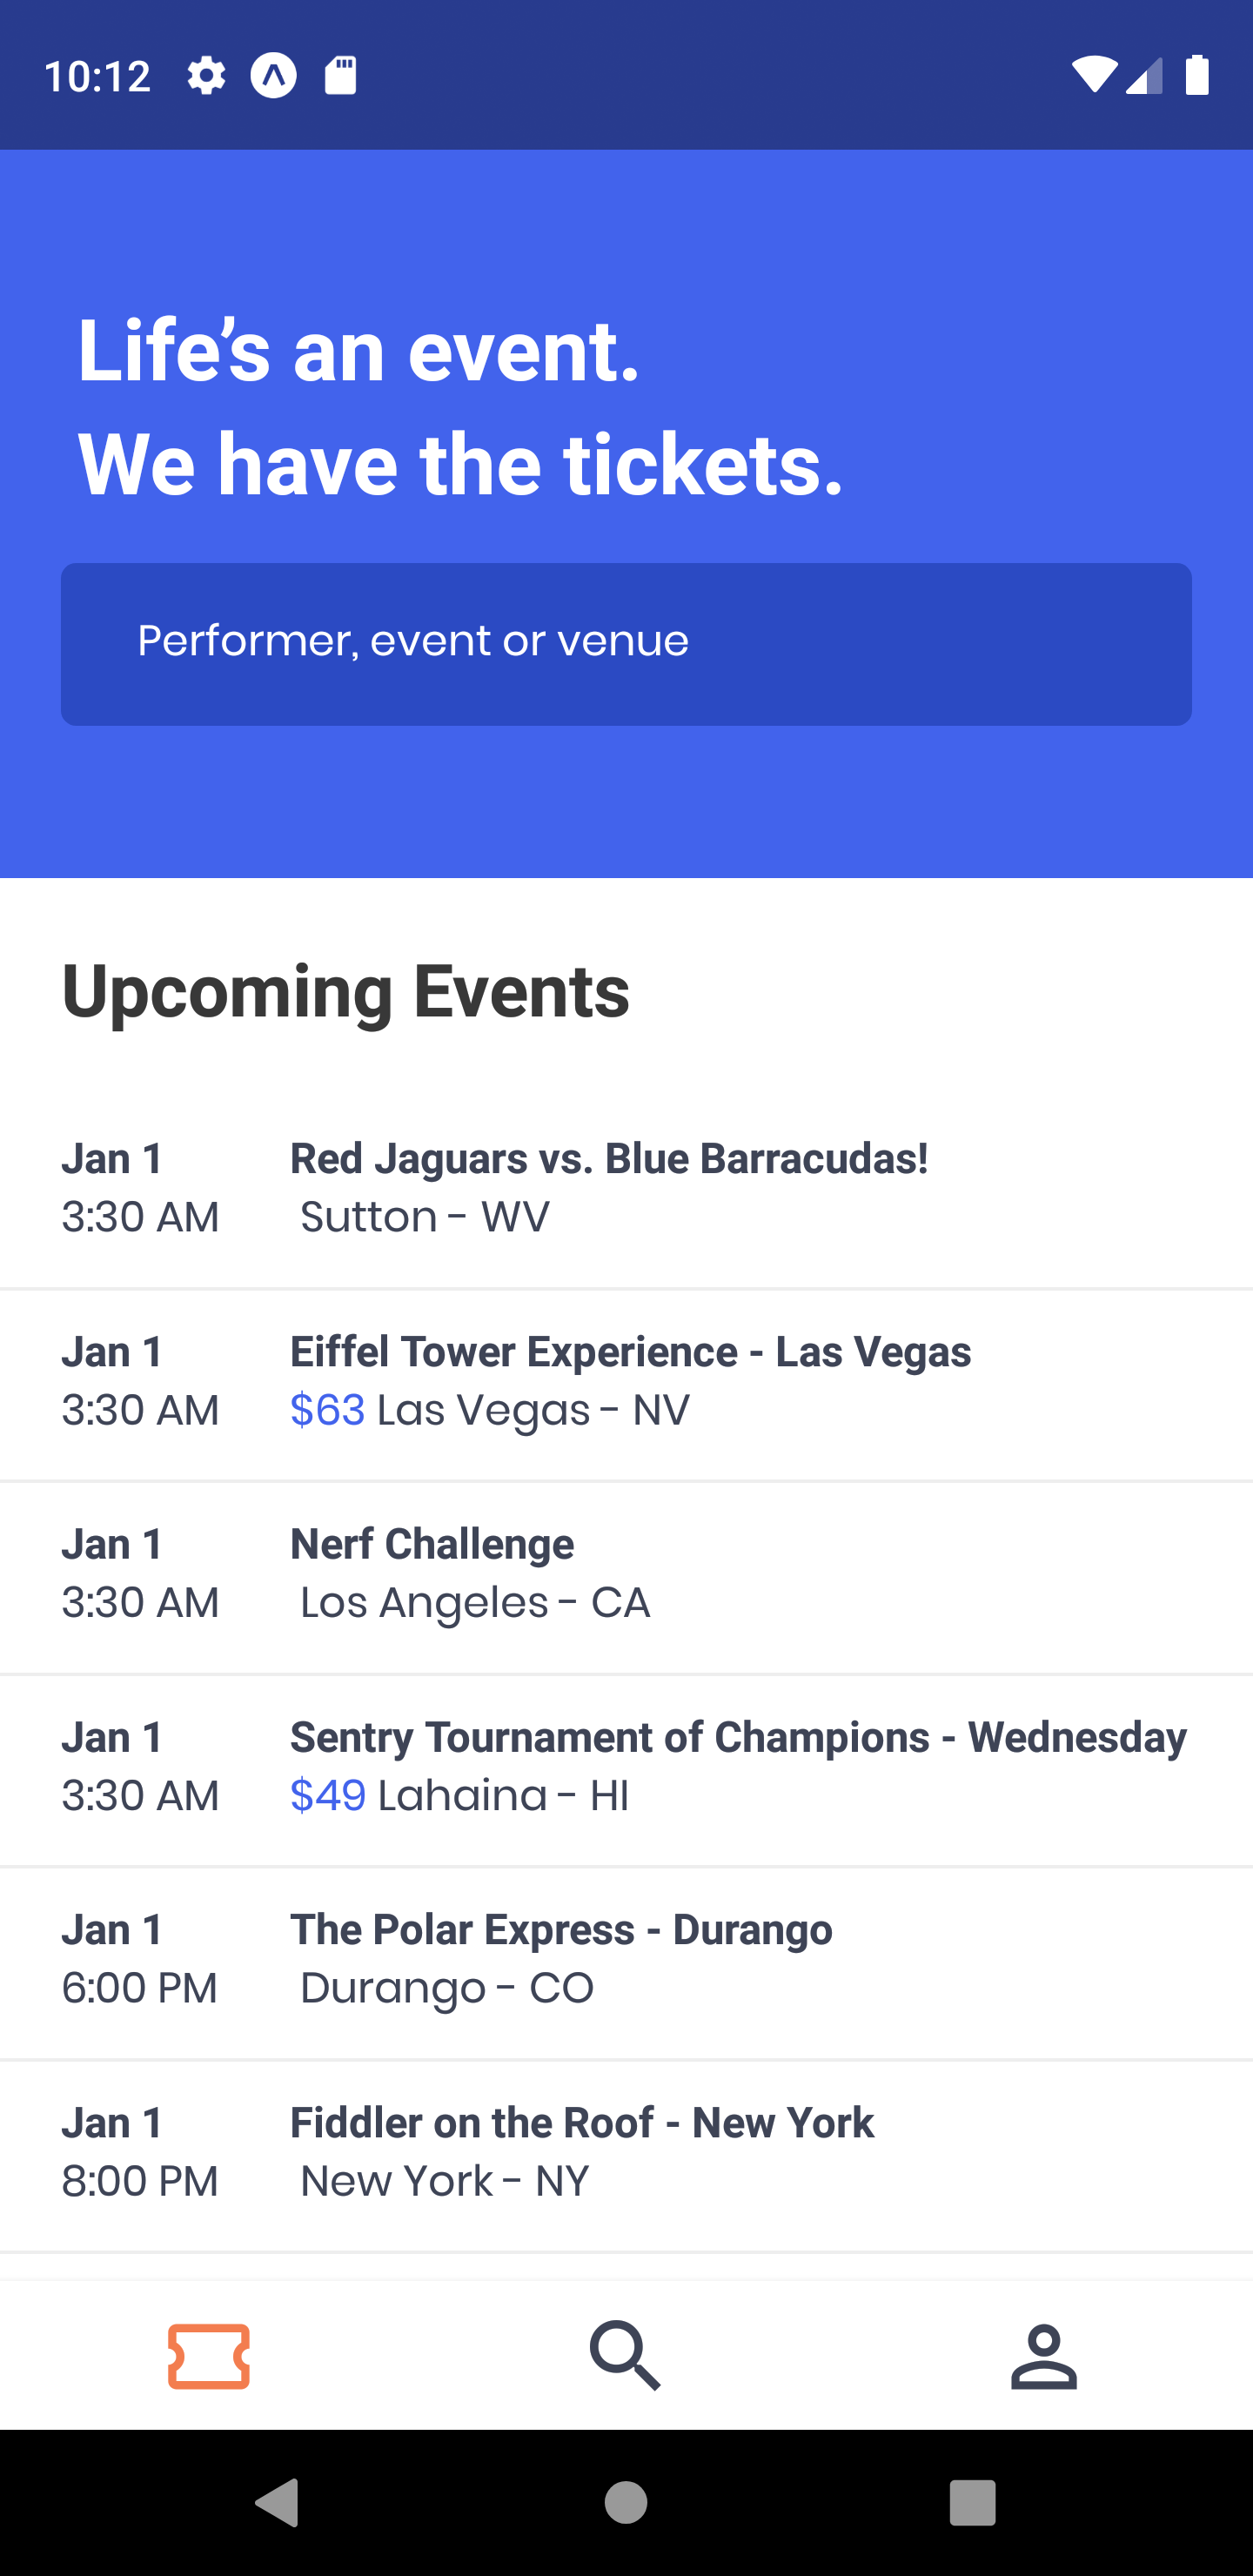 10:12
Life’s an event.
We have the tickets.
Performer, event or venue
Upcoming Events
Jan 1 Red Jaguars vs. Blue Barracudas!
3:30 AM Sutton - WV
Jan 1 Eiffel Tower Experience - Las Vegas
3:30 AM $63 Las Vegas - NV
Jan 1 Nerf Challenge
3:30 AM Los Angeles - CA
Jan 1 Sentry Tournament of Champions - Wednesday
3:30 AM $49 Lahaina - HI
Jan 1 The Polar Express - Durango
6:00 PM Durango - CO
Jan 1 Fiddler on the Roof - New York
8:00 PM New York - NY